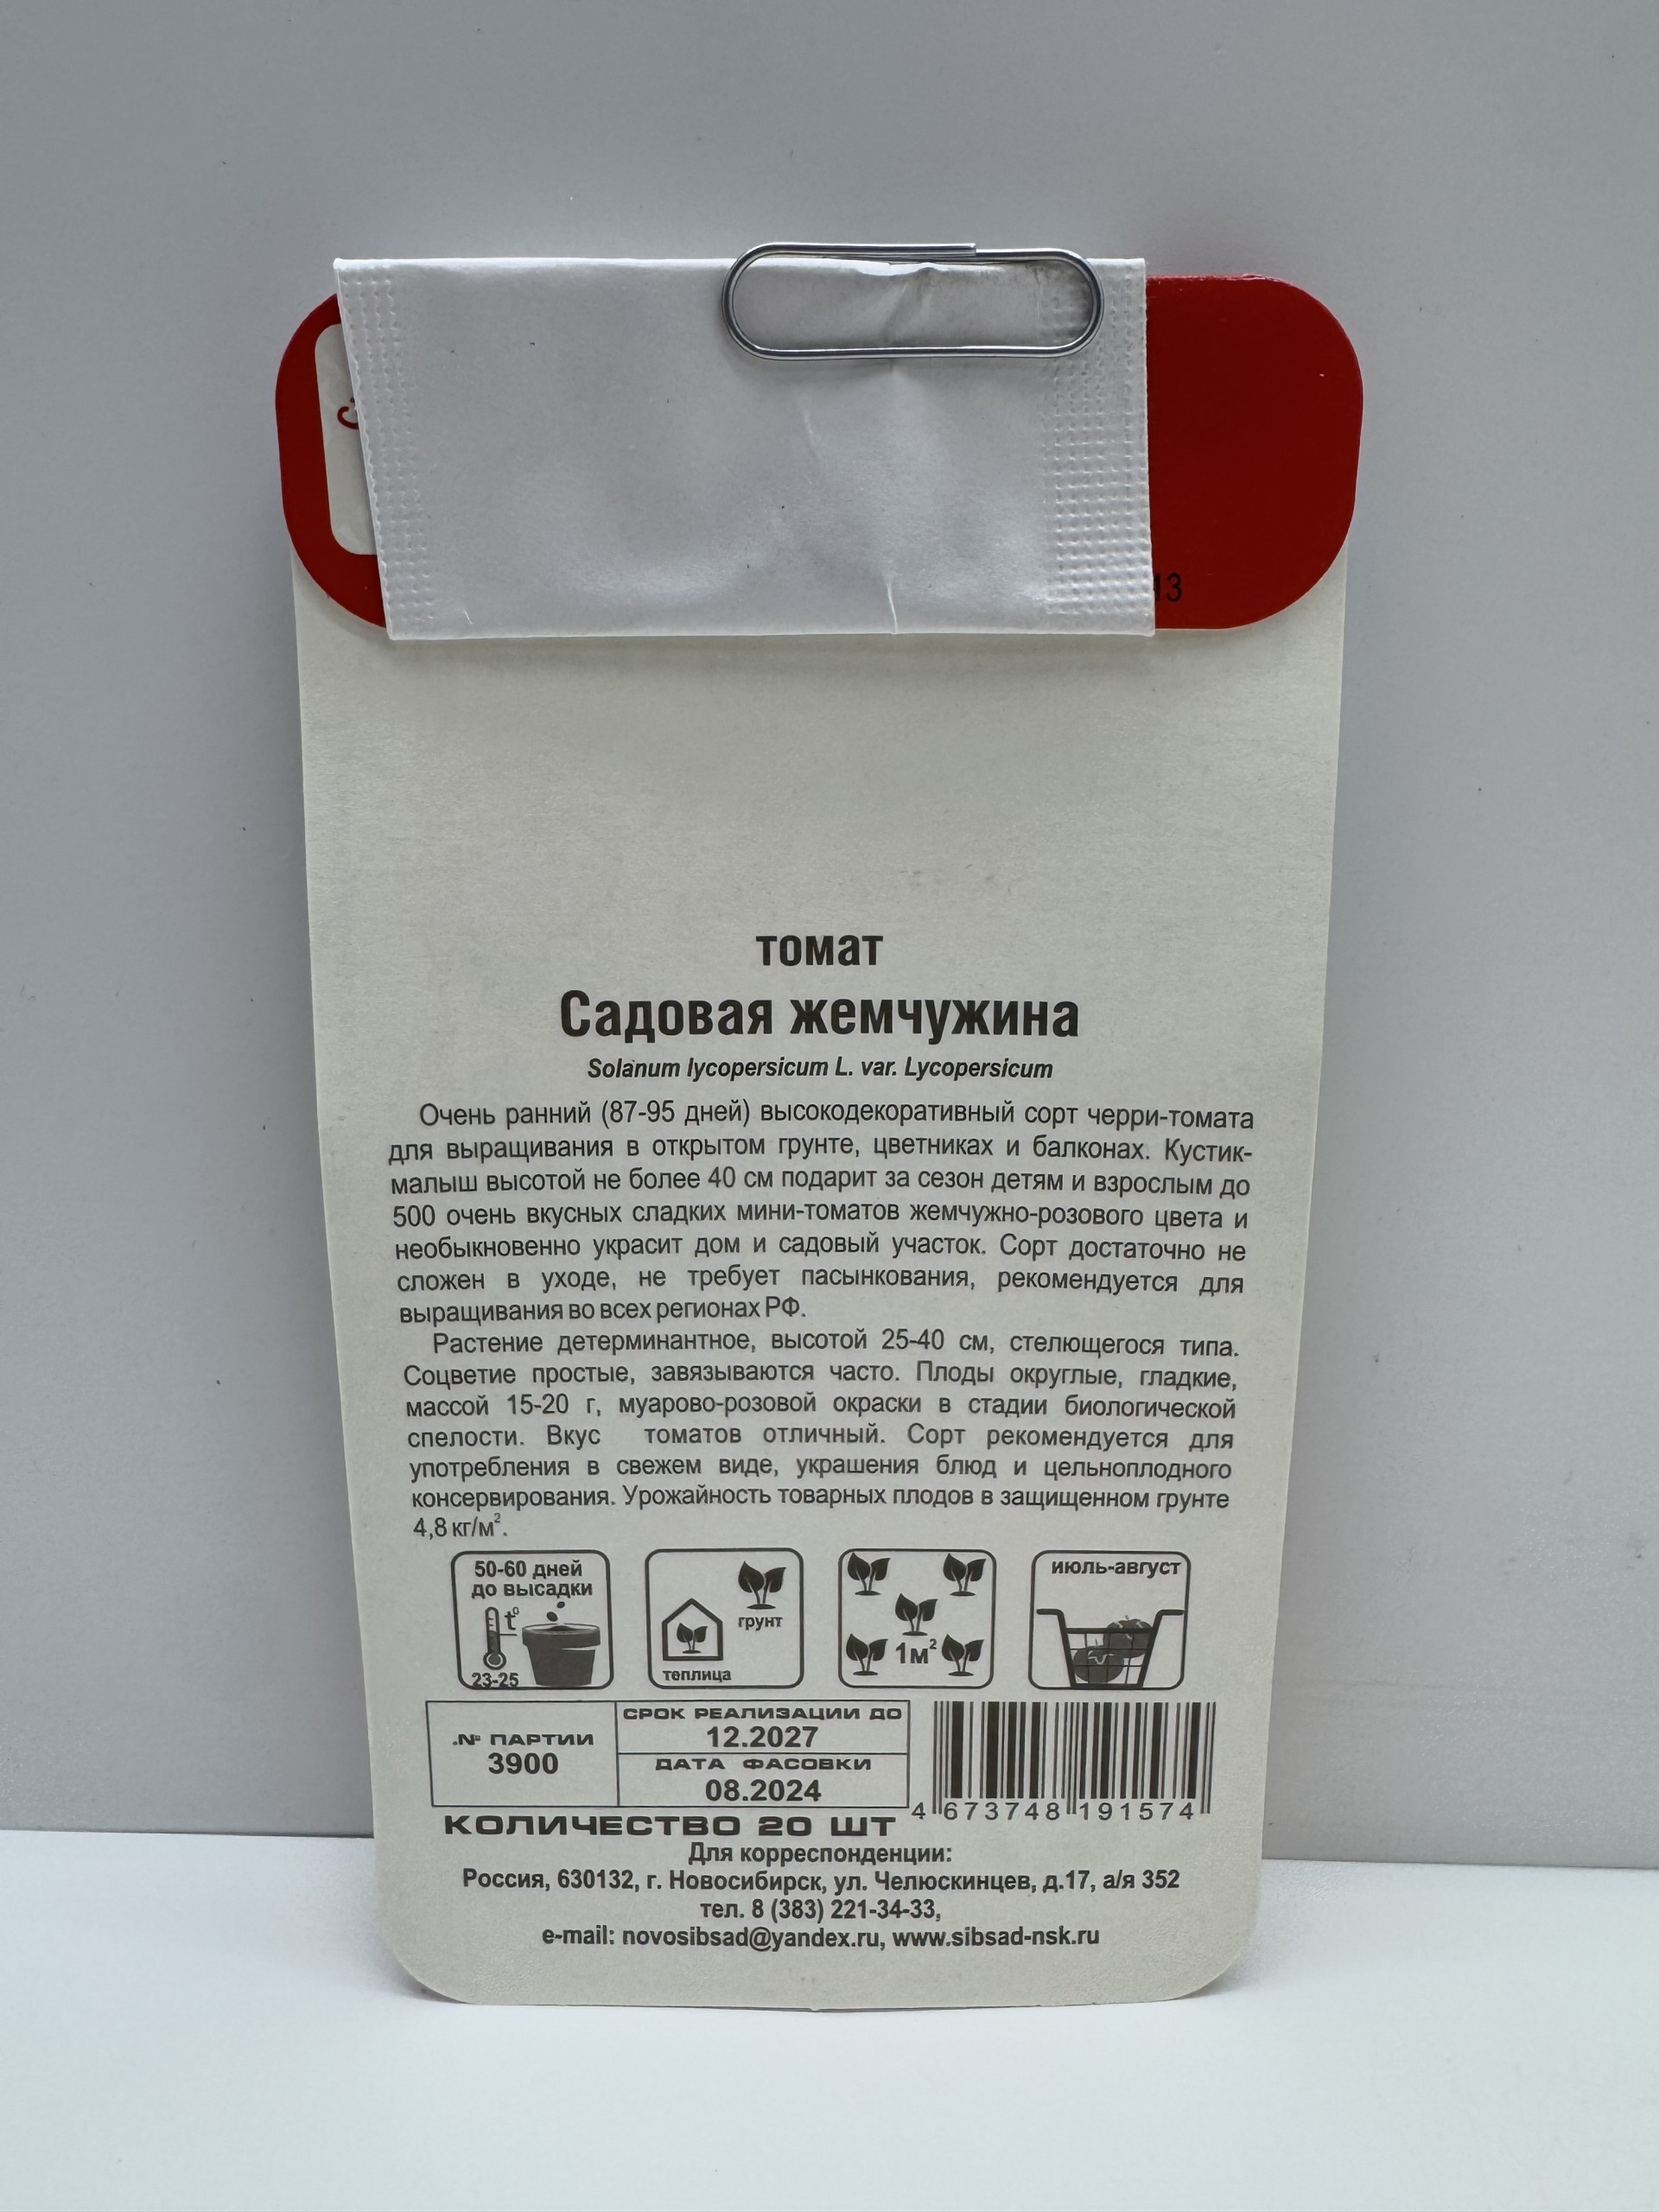 13
томат
Садовая жемчужина
Solanum lycopersicum L. var. Lycopersicum
Очень ранний (87-95 дней) высокодекоративный сорт черри-томата
для выращивания в открытом грунте, цветниках и балконах. Кустик-
малыш высотой не более 40 см подарит за сезон детям и взрослым до
500 очень вкусных сладких мини-томатов жемчужно-розового цвета и
необыкновенно украсит дом и садовый участок. Сорт достаточно не
сложен в уходе, не требует пасынкования, рекомендуется для
выращивания во всех регионах РФ.
Растение детерминантное, высотой 25-40 см, стелющегося типа.
Соцветие простые, завязываются часто. Плоды округлые, гладкие,
массой 15-20 г, муарово-розовой окраски в стадии биологической
спелости. Вкус томатов отличный. Сорт рекомендуется для
употребления в свежем виде, украшения блюд и цельноплодного
консервирования. Урожайность товарных плодов в защищенном грунте
4,8 кг/м².
50-60 дней
до высадки
t°
23-25
грунт
теплица
1м²
июль-август
№ ПАРТИИ
3900
СРОК РЕАЛИЗАЦИИ ДО
12.2027
ДАТА ФАСОВКИ
08.2024
4 673748 191574
КОЛИЧЕСТВО 20 ШТ
Для корреспонденции:
Россия, 630132, г. Новосибирск, ул. Челюскинцев, д.17, а/я 352
тел. 8 (383) 221-34-33,
e-mail: novosibsad@yandex.ru, www.sibsad-nsk.ru